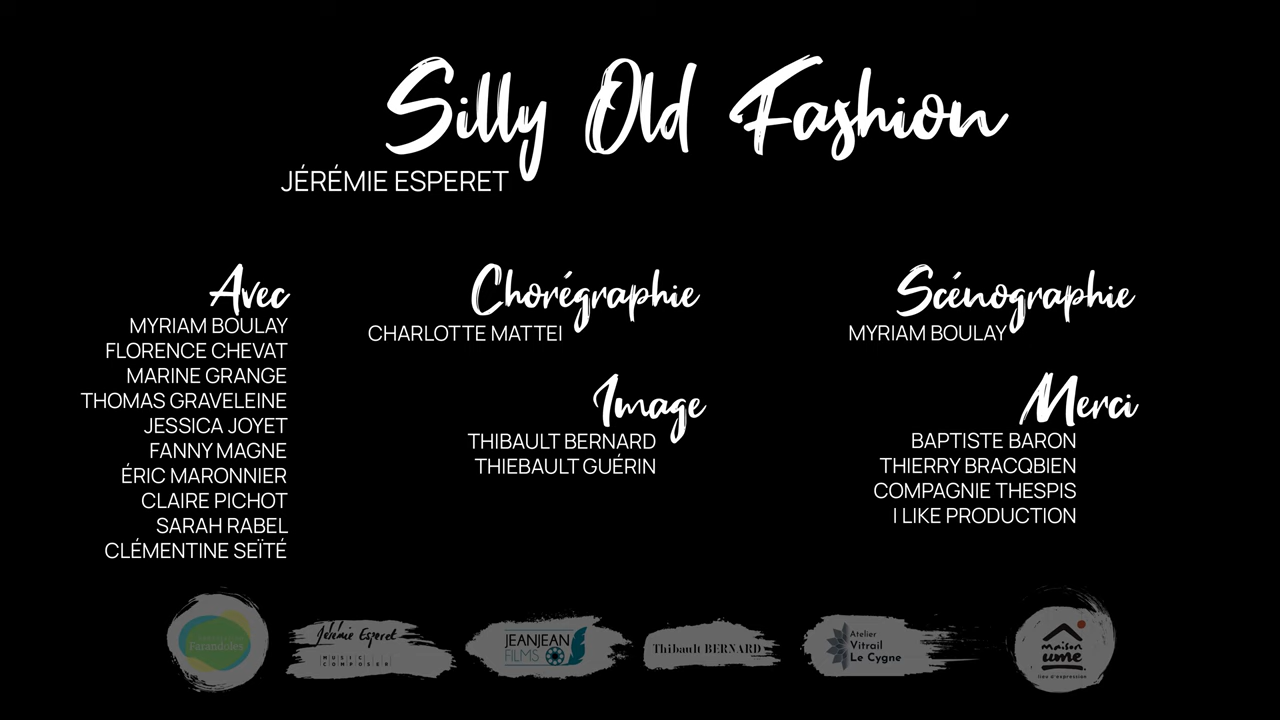 Silly Old Fashion
JÉRÉMIE ESPERET
Avec
MYRIAM BOULAY
FLORENCE CHEVAT
MARINE GRANGE
THOMAS GRAVELEINE
JESSICA JOYET
FANNY MAGNE
ÉRIC MARONNIER
CLAIRE PICHOT
SARAH RABEL
CLÉMENTINE SEÏTÉ
Chorégraphie
CHARLOTTE MATTEI
Image
THIBAULT BERNARD
THIEBAULT GUÉRIN
Scénographie
MYRIAM BOULAY
Merci
BAPTISTE BARON
THIERRY BRACQBIEN
COMPAGNIE THESPIS
I LIKE PRODUCTION
Farandoles
Jérémie Esperet
MUSIC
COMPOSER
JEANJEAN
FILMS
Thibault BERNARD
Atelier
Vitrail
Le Cygne
maison
ume
lieu d'expression